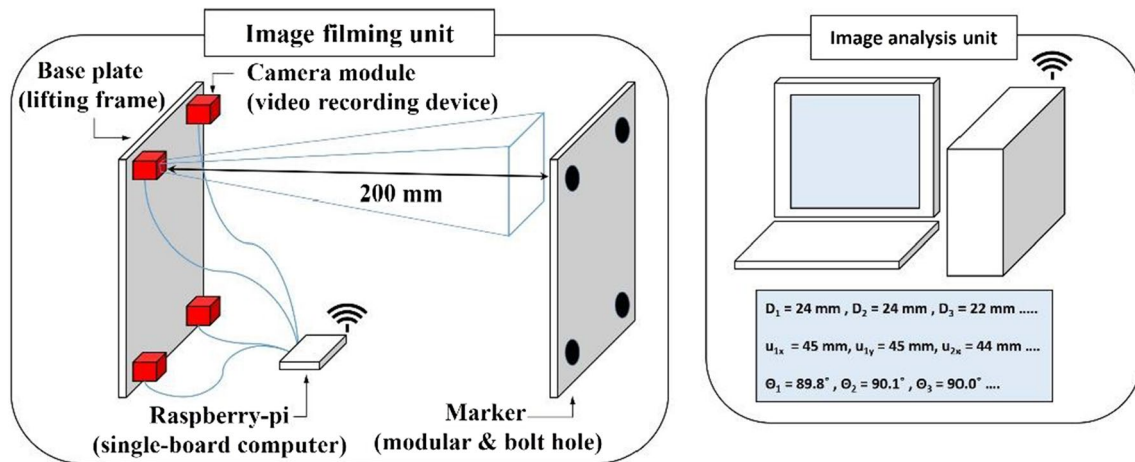 Image filming unit
Base plate
(lifting frame)
Camera module
(video recording device)
200 mm
Raspberry-pi
(single-board computer)
Marker
(modular & bolt hole)
Image analysis unit
D₁ = 24 mm , D₂ = 24 mm , D₃ = 22 mm .....
u₁ₓ = 45 mm, u₁ᵧ = 45 mm, u₂ₓ = 44 mm ....
Θ₁ = 89.8˚ , Θ₂ = 90.1˚ , Θ₃ = 90.0˚ ....